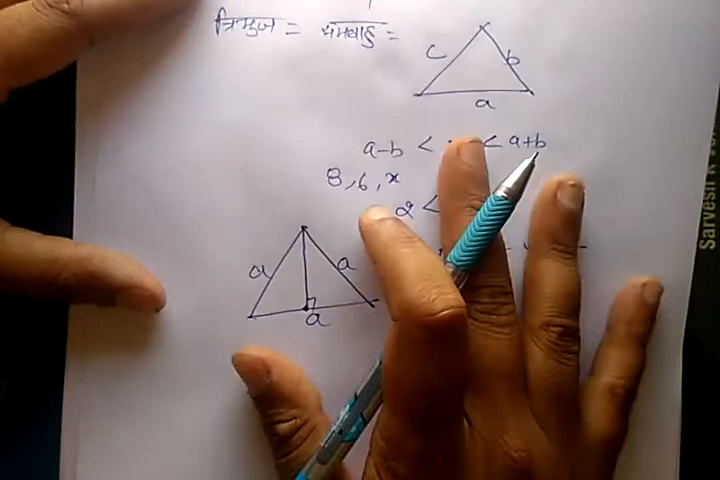 त्रिभुज = समबाहु =
c
b
a
a-b < < a+b
8, 6, x
2 <
a
a
a